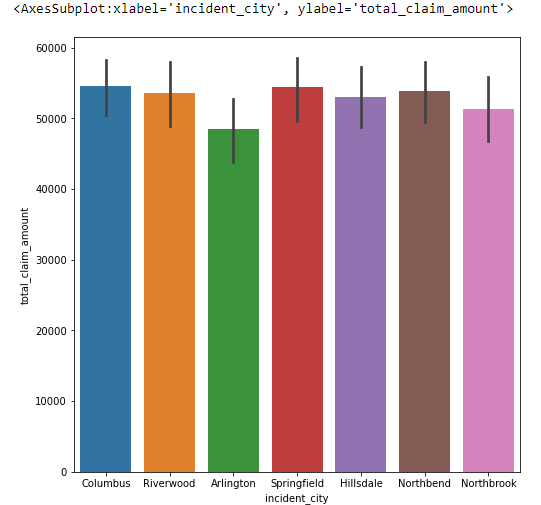 <AxesSubplot:xlabel='incident_city', ylabel='total_claim_amount'>
60000
50000
40000
30000
20000
10000
0
total_claim_amount
Columbus Riverwood Arlington Springfield Hillsdale Northbend Northbrook
incident_city